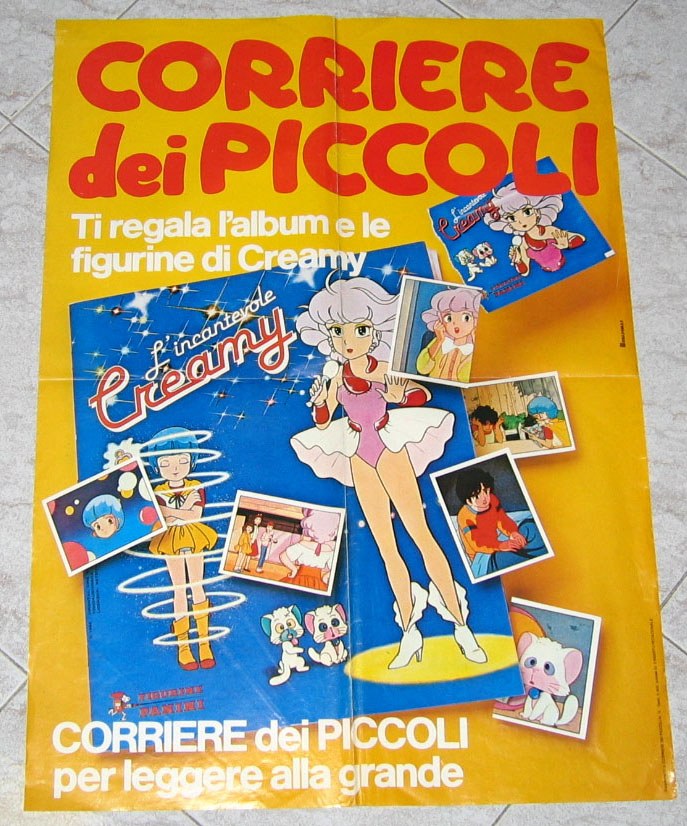 CORRIERE
dei PICCOLI
Ti regala l'album e le
figurine di Creamy
L'incantevole
Creamy
L'incantevole
Creamy
FIGURINE
PANINI
CORRIERE dei PICCOLI
per leggere alla grande